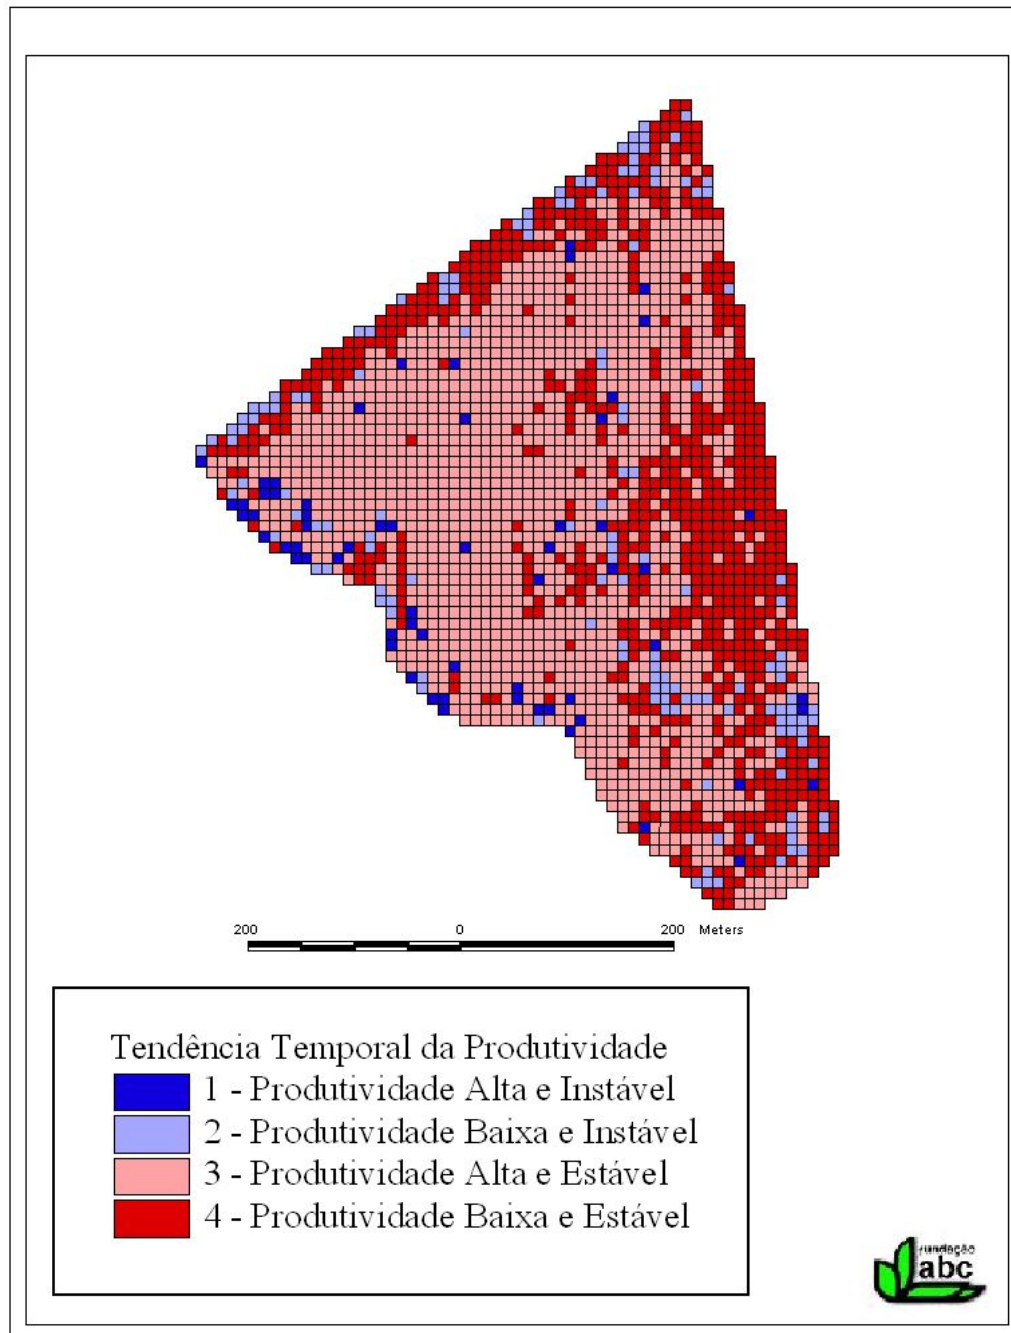 200 0 200 Meters
Tendência Temporal da Produtividade
1 - Produtividade Alta e Instável
2 - Produtividade Baixa e Instável
3 - Produtividade Alta e Estável
4 - Produtividade Baixa e Estável
fundação
abc